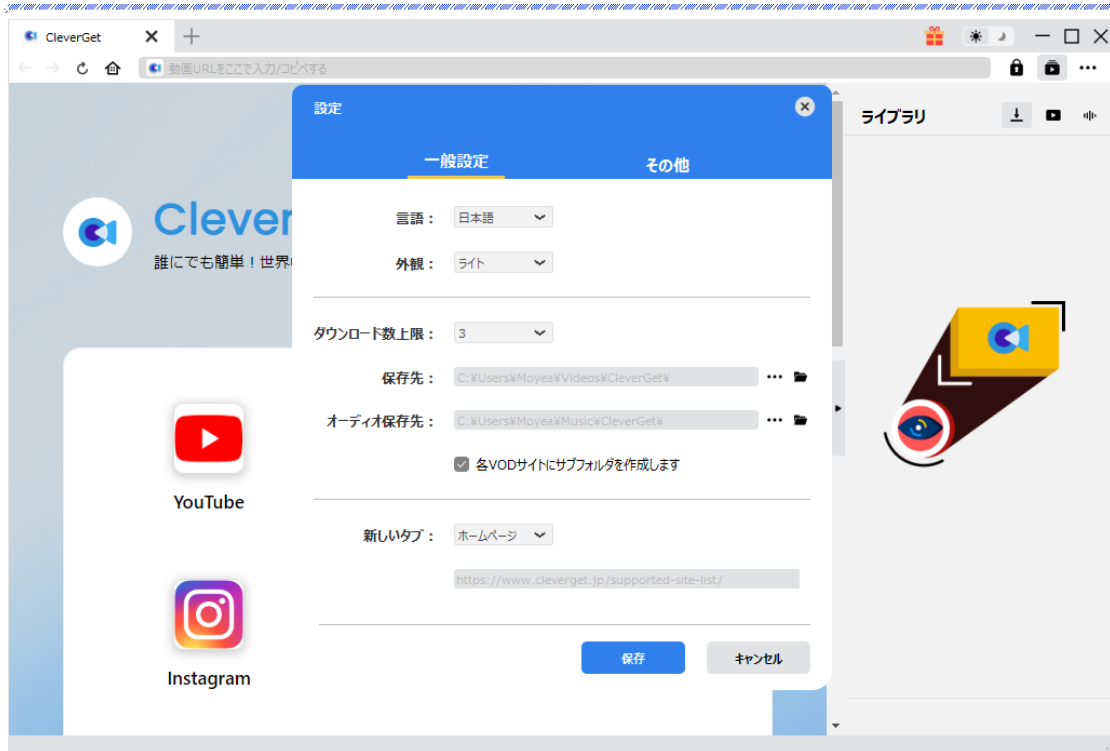 CleverGet
動画URLをここで入力/コピペする
設定
一般設定
その他
言語：
日本語
外観：
ライト
ダウンロード数上限：
3
保存先：
C:¥Users¥Moyea¥Videos¥CleverGet¥
オーディオ保存先：
C:¥Users¥Moyea¥Music¥CleverGet¥
各VODサイトにサブフォルダを作成します
新しいタブ：
ホームページ
https://www.cleverget.jp/supported-site-list/
保存
キャンセル
Clever
誰にでも簡単！世界
YouTube
Instagram
ライブラリ